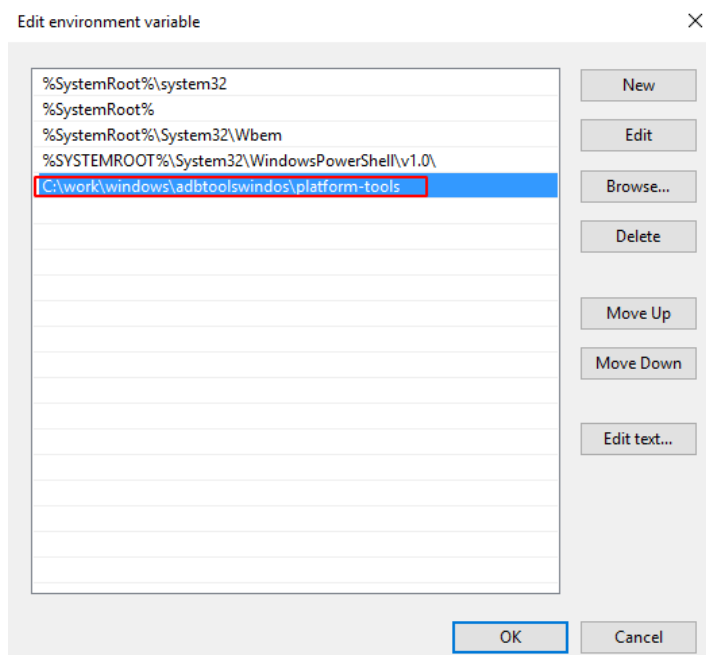 Edit environment variable
%SystemRoot%\system32
%SystemRoot%
%SystemRoot%\System32\Wbem
%SYSTEMROOT%\System32\WindowsPowerShell\v1.0\
C:\work\windows\adbtoolswindos\platform-tools
New
Edit
Browse...
Delete
Move Up
Move Down
Edit text...
OK
Cancel